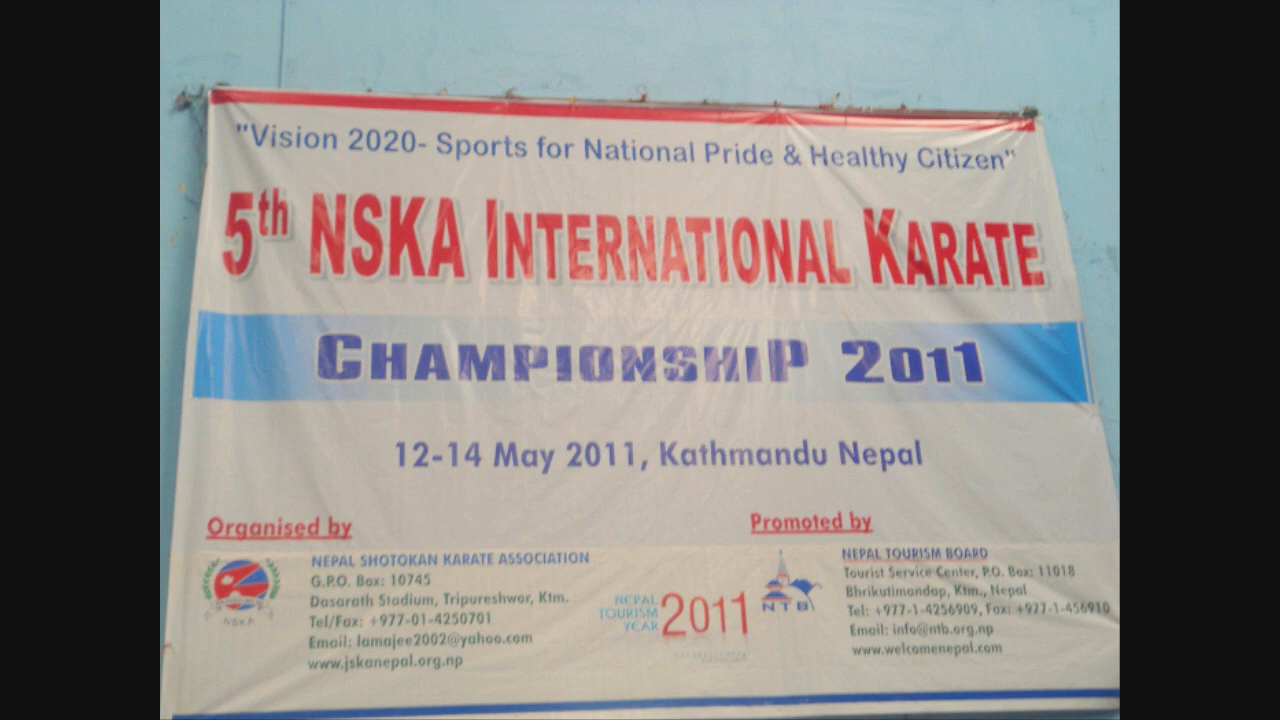 "Vision 2020- Sports for National Pride & Healthy Citizen"
5th NSKA INTERNATIONAL KARATE
CHAMPIONSHIP 2011
12-14 May 2011, Kathmandu Nepal
Organised by
NEPAL SHOTOKAN KARATE ASSOCIATION
G.P.O. Box: 10745
Dasarath Stadium, Tripureshwor, Ktm.
Tel/Fax: +977-01-4250701
Email: lamajee2002@yahoo.com
www.jskanepal.org.np
NSKA
NEPAL
TOURISM
YEAR 2011
Promoted by
NTB
NEPAL TOURISM BOARD
Tourist Service Center, P.O. Box: 11018
Bhrikutimandap, Ktm., Nepal
Tel: +977-1-4256909, Fax: +977-1-456910
Email: info@ntb.org.np
www.welcomenepal.com